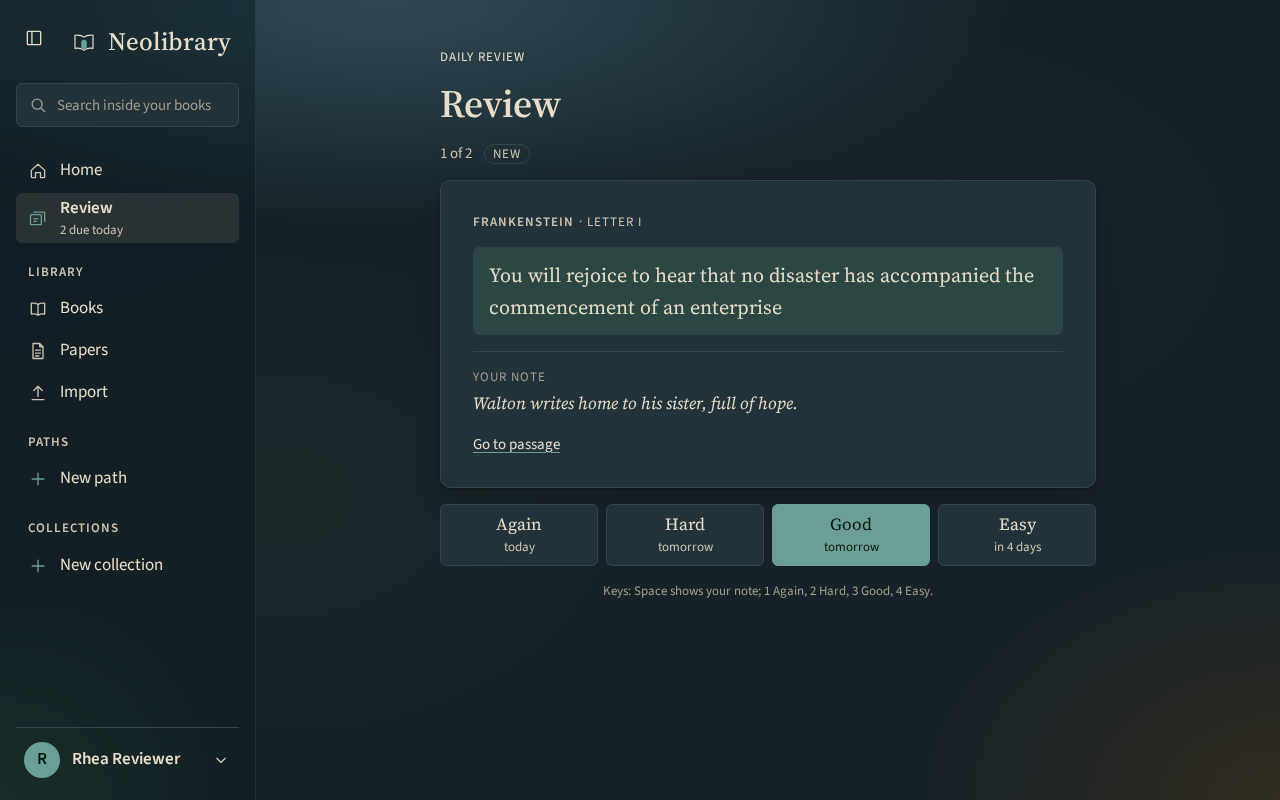 Neolibrary
Search inside your books
Home
Review
2 due today
LIBRARY
Books
Papers
Import
PATHS
New path
COLLECTIONS
New collection
R
Rhea Reviewer
DAILY REVIEW
Review
1 of 2 NEW
FRANKENSTEIN · LETTER I
You will rejoice to hear that no disaster has accompanied the
commencement of an enterprise
YOUR NOTE
Walton writes home to his sister, full of hope.
Go to passage
Again
today
Hard
tomorrow
Good
tomorrow
Easy
in 4 days
Keys: Space shows your note; 1 Again, 2 Hard, 3 Good, 4 Easy.